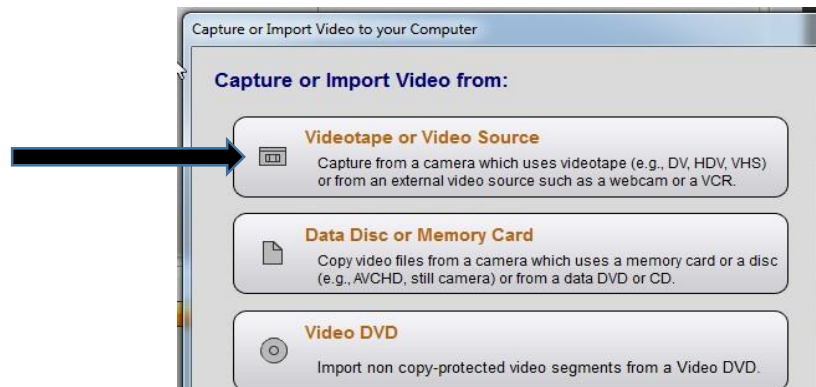 Capture or Import Video to your Computer
Capture or Import Video from:
Videotape or Video Source
Capture from a camera which uses videotape (e.g., DV, HDV, VHS)
or from an external video source such as a webcam or a VCR.
Data Disc or Memory Card
Copy video files from a camera which uses a memory card or a disc
(e.g., AVCHD, still camera) or from a data DVD or CD.
Video DVD
Import non copy-protected video segments from a Video DVD.